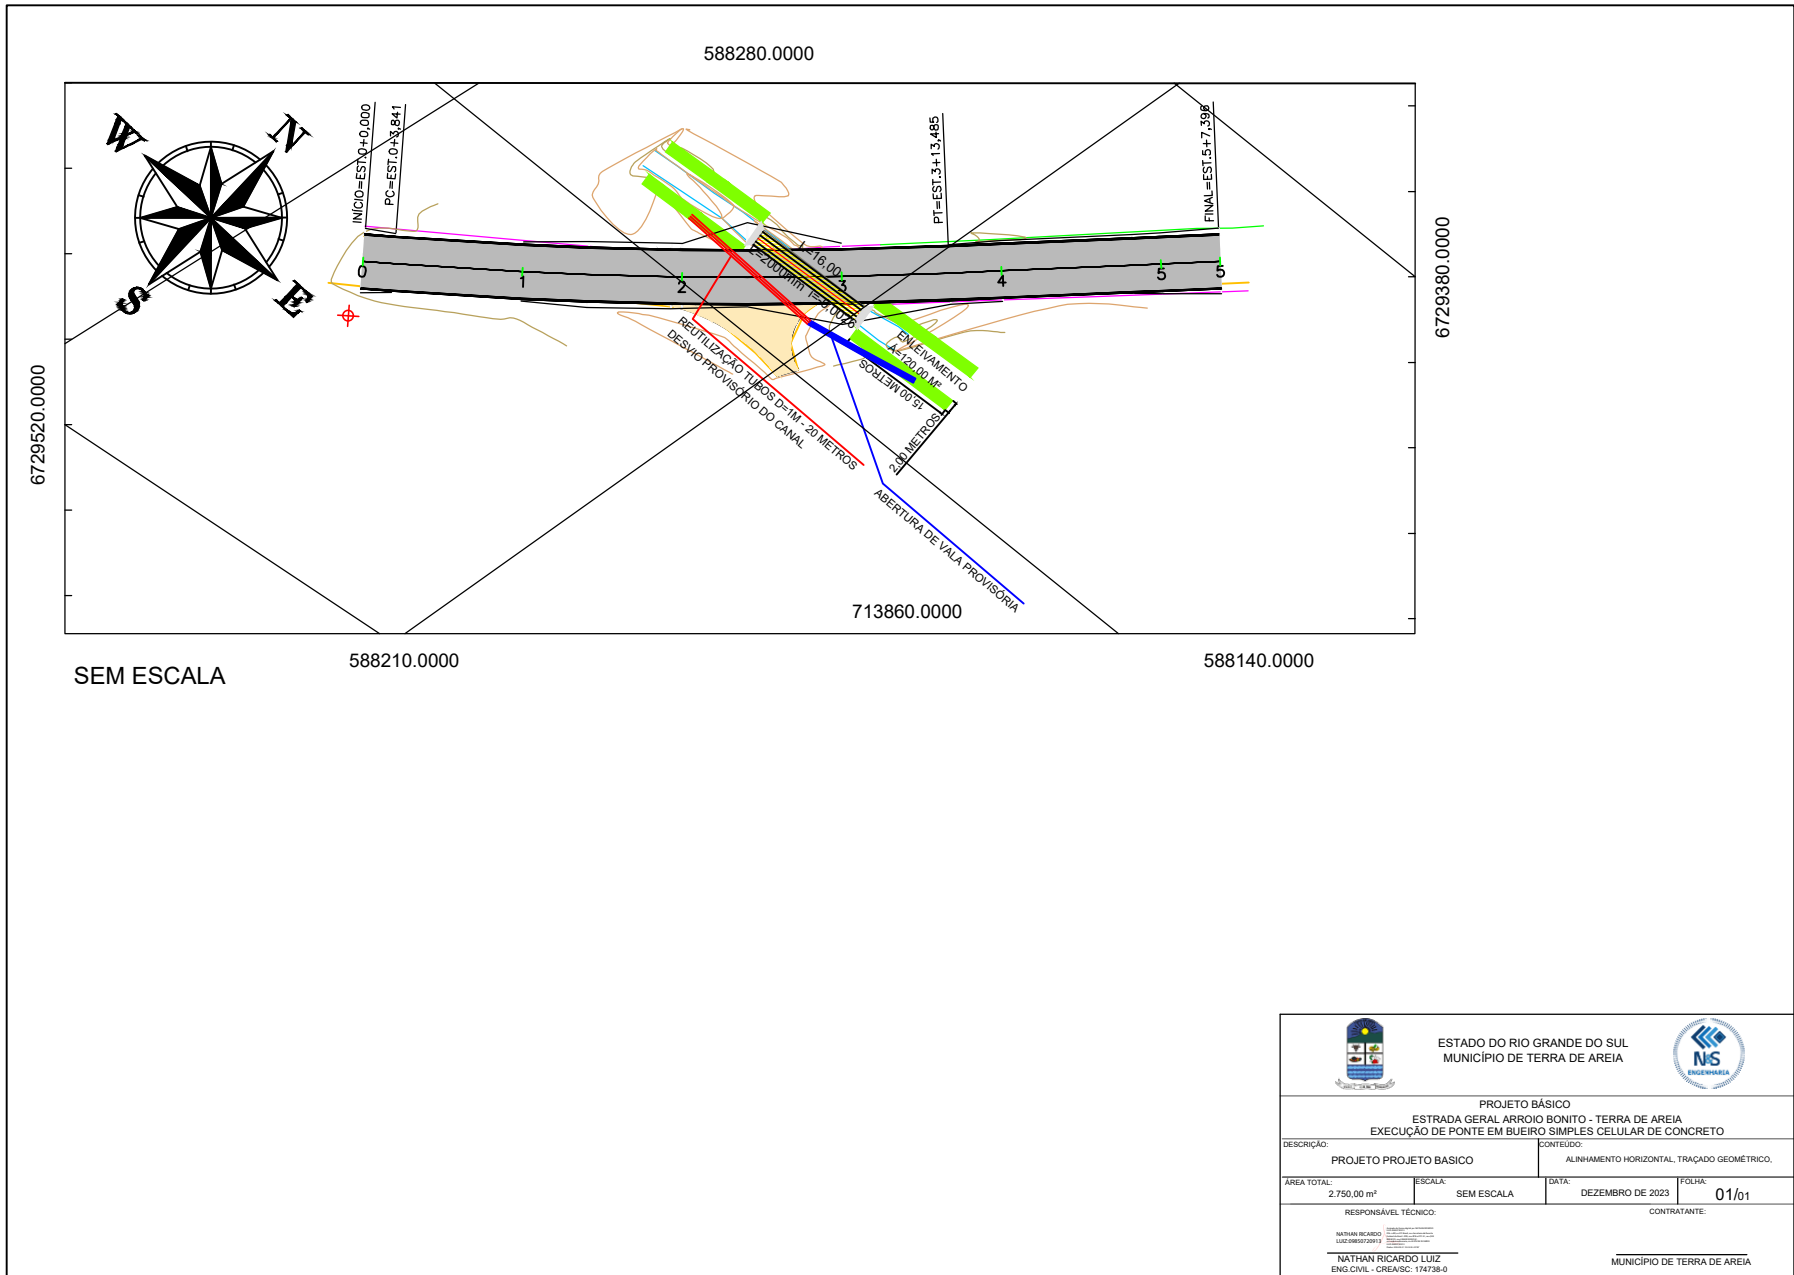 588280.0000
W
N
S
E
INÍCIO=EST.0+0,000
PC=EST.0+3,841
PT=EST.3+13,485
FINAL=EST.5+7,396
0
1
2
3
4
5
5
L=16,00
REUTILIZAÇÃO TUBOS D=1M - 20 METROS
DESVIO PROVISÓRIO DO CANAL
ENLEIVAMENTO
A=120,00 M²
15.00 METROS
2.00 METROS
ABERTURA DE VALA PROVISÓRIA
6729520.0000
6729380.0000
713860.0000
588210.0000
588140.0000
SEM ESCALA
ESTADO DO RIO GRANDE DO SUL
MUNICÍPIO DE TERRA DE AREIA
N&S
ENGENHARIA
PROJETO BÁSICO
ESTRADA GERAL ARROIO BONITO - TERRA DE AREIA
EXECUÇÃO DE PONTE EM BUEIRO SIMPLES CELULAR DE CONCRETO
DESCRIÇÃO:
PROJETO PROJETO BASICO
CONTEÚDO:
ALINHAMENTO HORIZONTAL, TRAÇADO GEOMÉTRICO,
ÁREA TOTAL:
2.750,00 m²
ESCALA:
SEM ESCALA
DATA:
DEZEMBRO DE 2023
FOLHA:
01/01
RESPONSÁVEL TÉCNICO:
CONTRATANTE:
NATHAN RICARDO
LUIZ:09850720913
NATHAN RICARDO LUIZ
ENG.CIVIL - CREA/SC: 174738-0
MUNICÍPIO DE TERRA DE AREIA